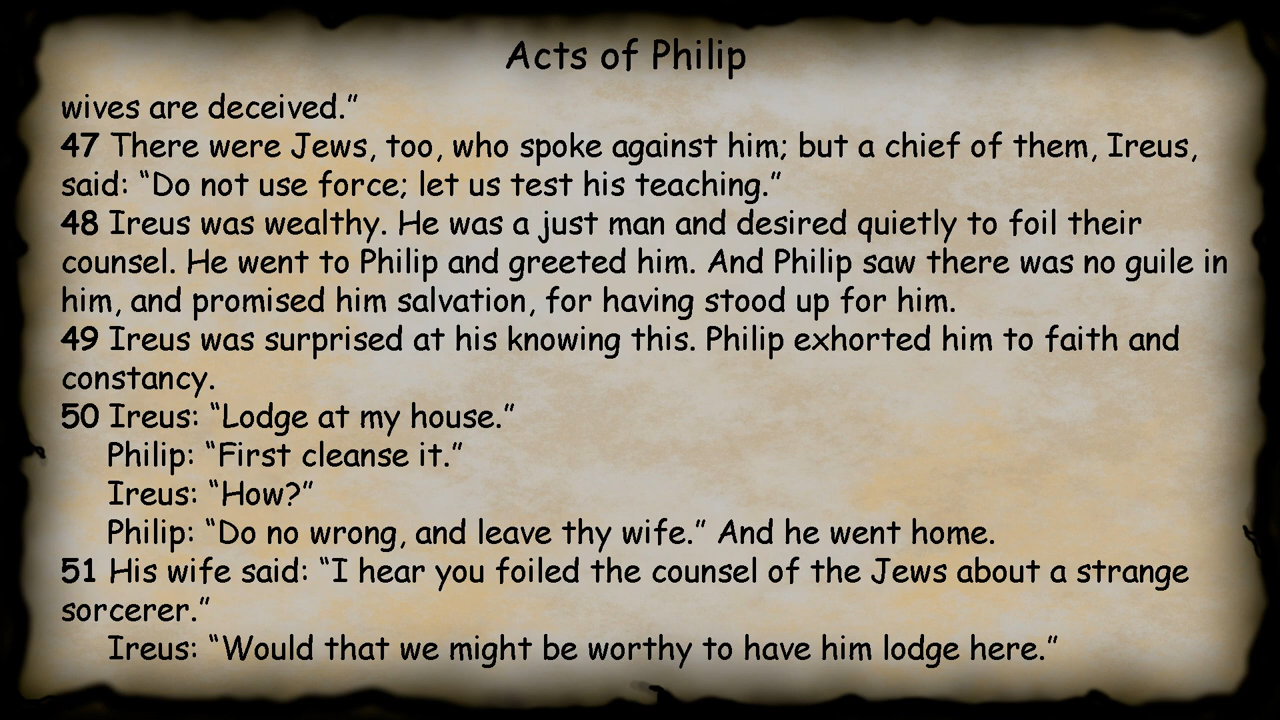 Acts of Philip
wives are deceived.”
47 There were Jews, too, who spoke against him; but a chief of them, Ireus,
said: “Do not use force; let us test his teaching.”
48 Ireus was wealthy. He was a just man and desired quietly to foil their
counsel. He went to Philip and greeted him. And Philip saw there was no guile in
him, and promised him salvation, for having stood up for him.
49 Ireus was surprised at his knowing this. Philip exhorted him to faith and
constancy.
50 Ireus: “Lodge at my house.”
Philip: “First cleanse it.”
Ireus: “How?”
Philip: “Do no wrong, and leave thy wife.” And he went home.
51 His wife said: “I hear you foiled the counsel of the Jews about a strange
sorcerer.”
Ireus: “Would that we might be worthy to have him lodge here.”